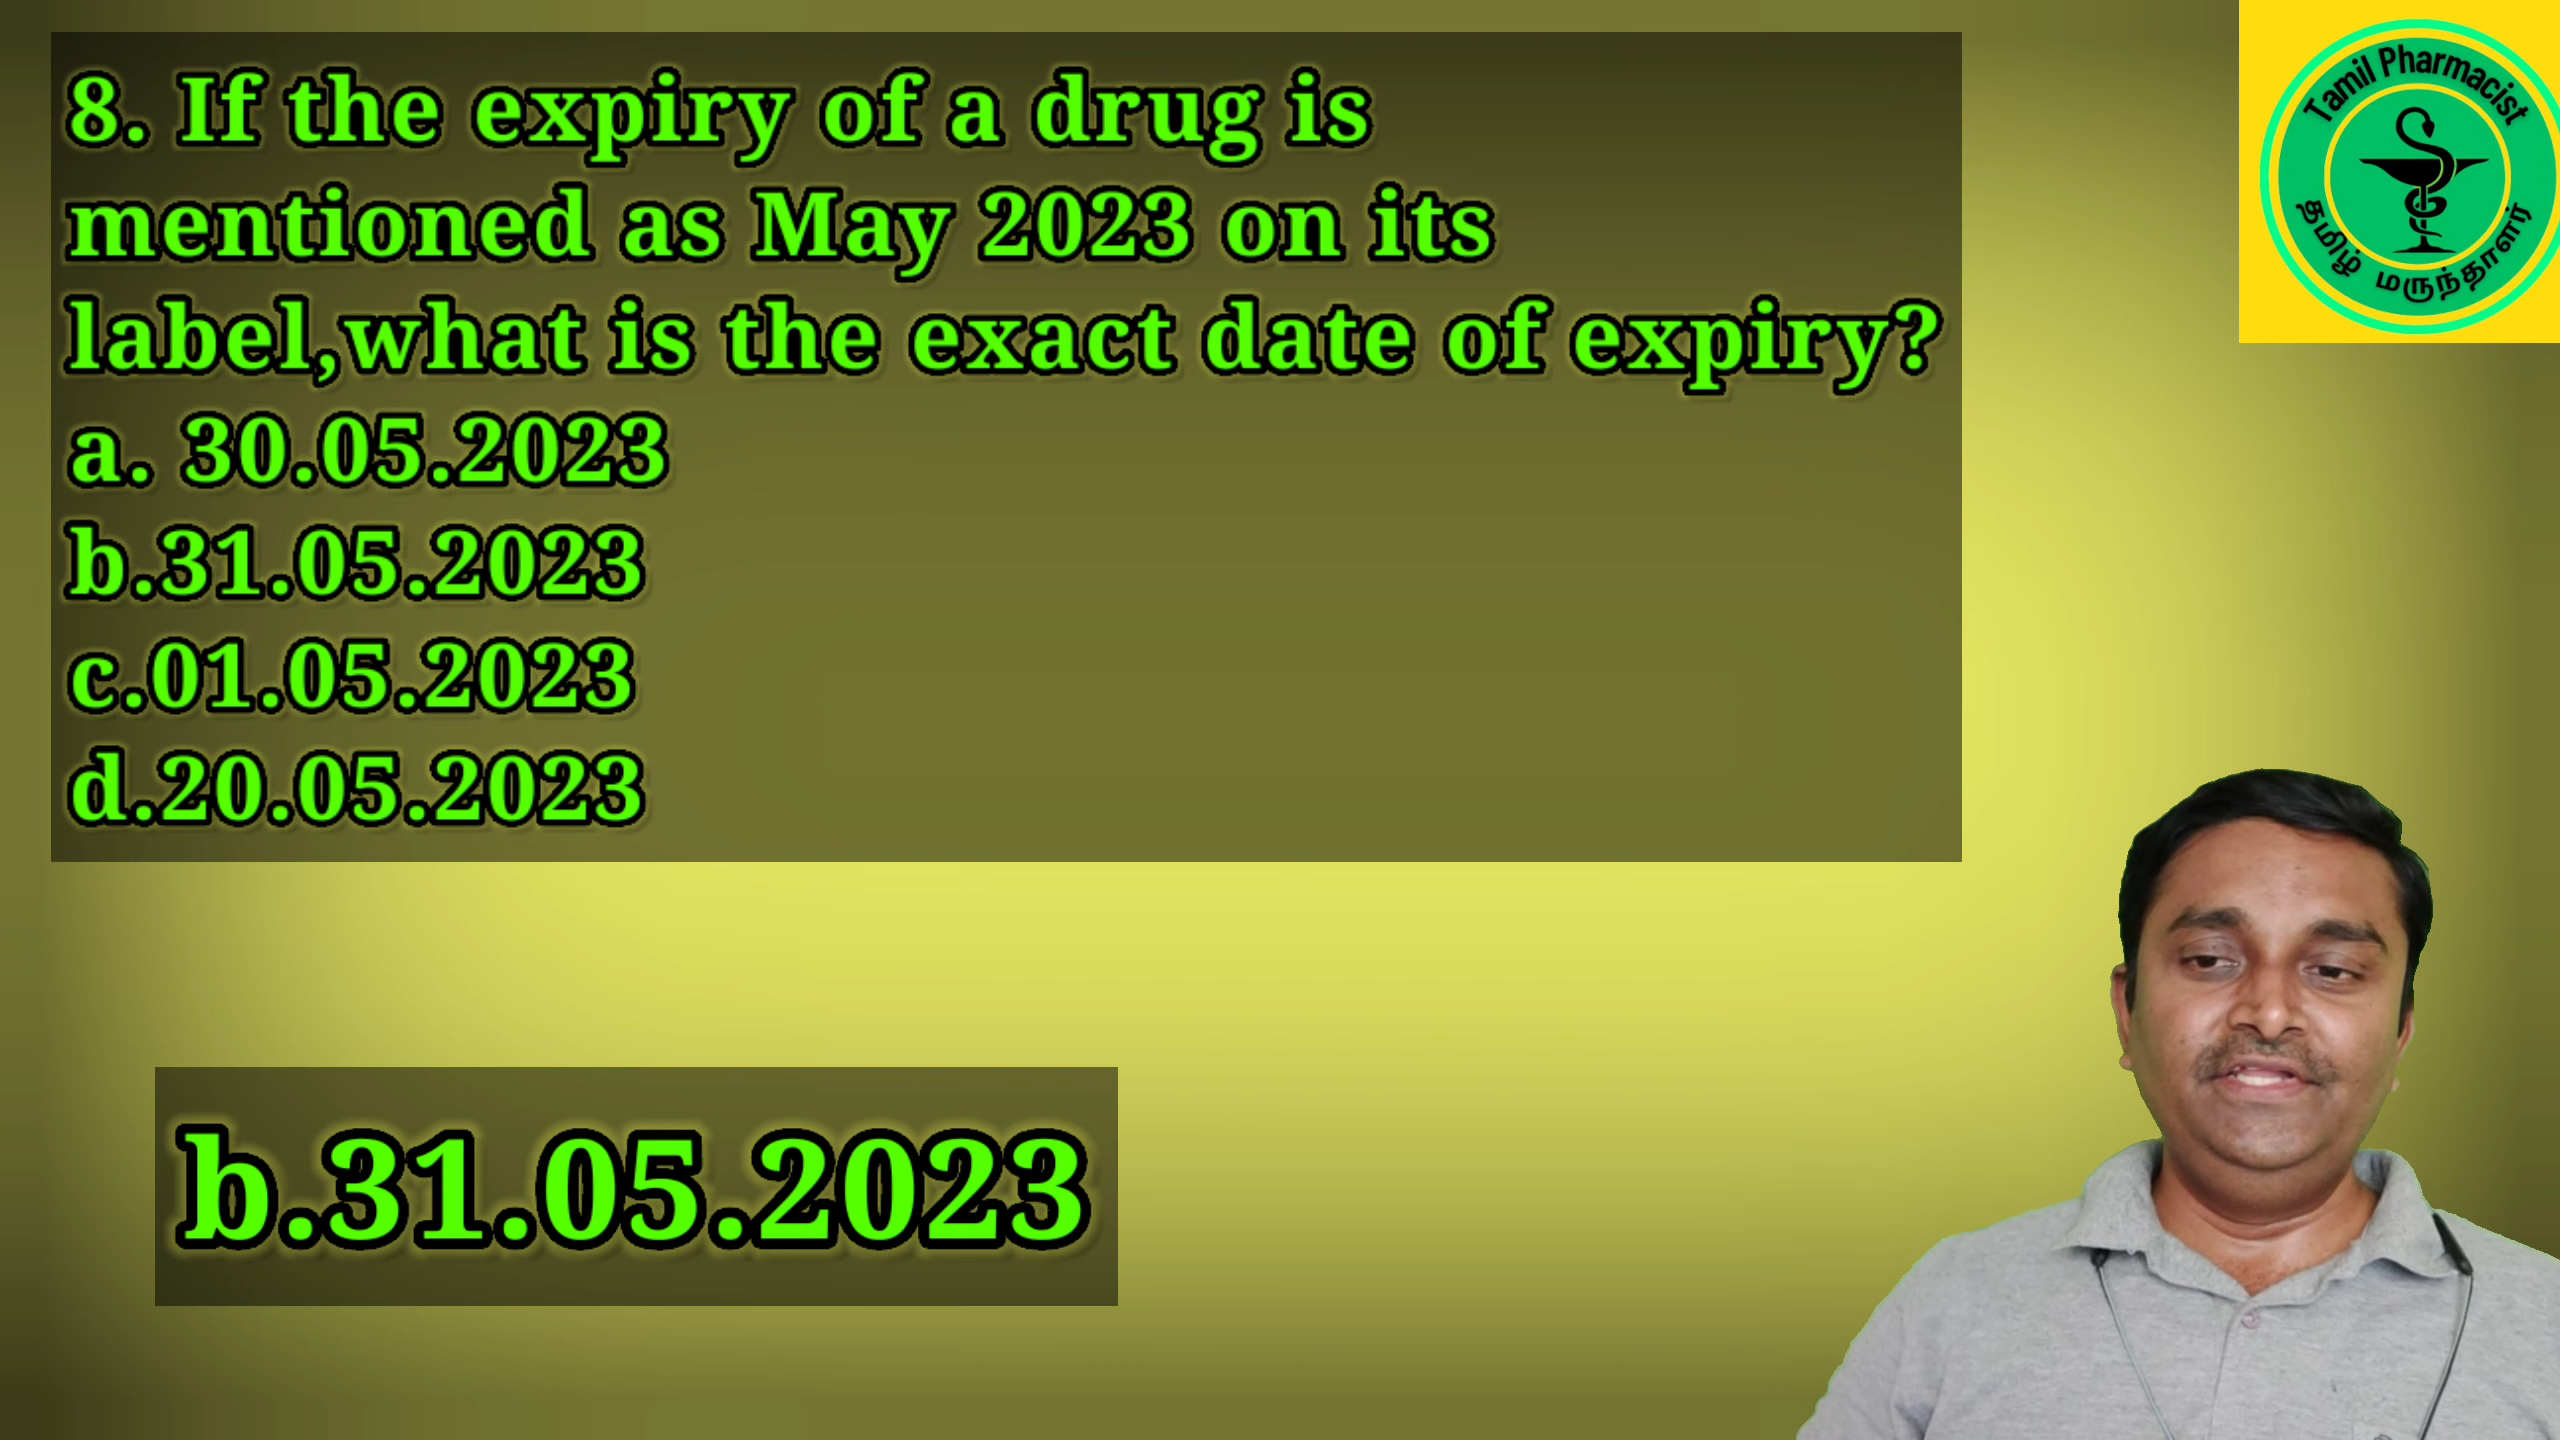 8. If the expiry of a drug is
mentioned as May 2023 on its
label,what is the exact date of expiry?
a. 30.05.2023
b.31.05.2023
c.01.05.2023
d.20.05.2023
b.31.05.2023
Tamil Pharmacist
தமிழ் மருந்தாளர்